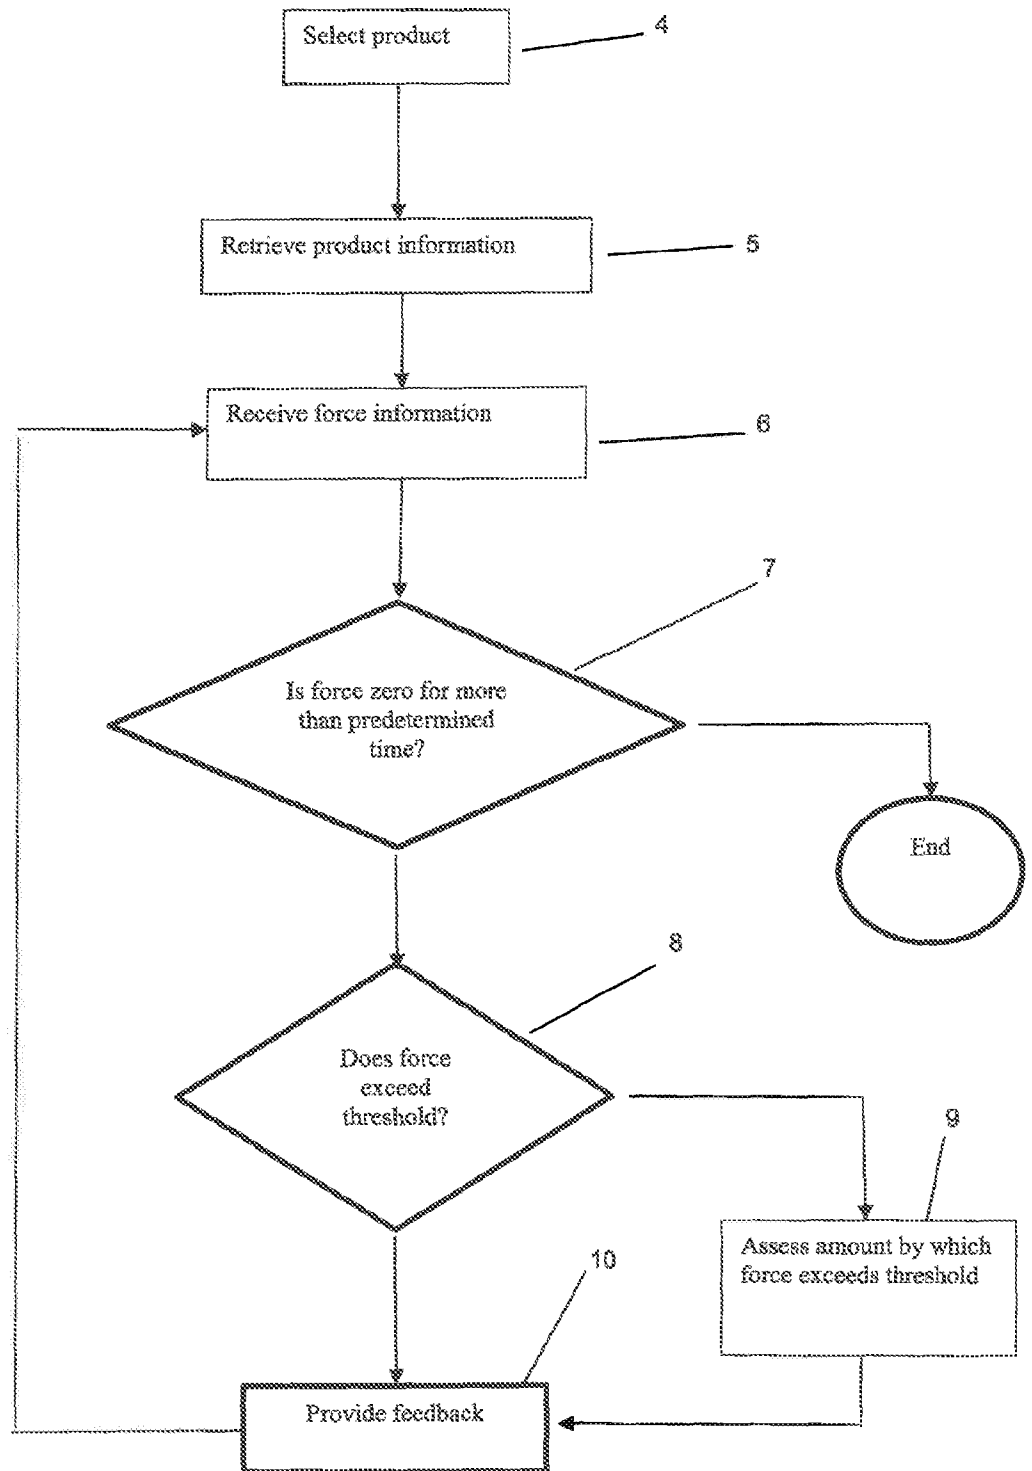 Select product
4
Retrieve product information
5
Receive force information
6
7
Is force zero for more
than predetermined
time?
End
8
Does force
exceed
threshold?
9
Assess amount by which
force exceeds threshold
10
Provide feedback